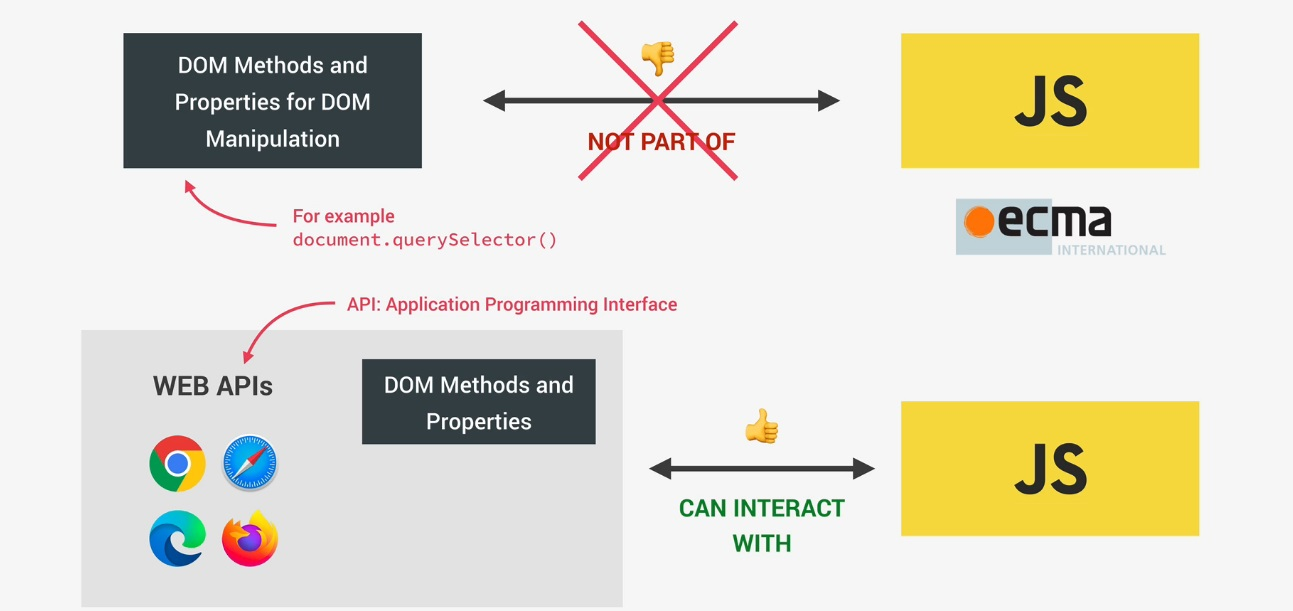 DOM Methods and
Properties for DOM
Manipulation
NOT PART OF
JS
For example
document.querySelector()
ecma
INTERNATIONAL
API: Application Programming Interface
WEB APIs
DOM Methods and
Properties
CAN INTERACT
WITH
JS